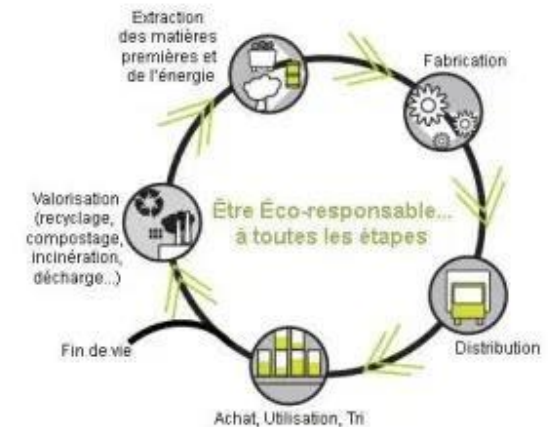 Extraction
des matières
premières et
de l'énergie
Fabrication
Être Éco-responsable...
à toutes les étapes
Valorisation
(recyclage,
compostage,
incinération,
décharge...)
Fin de vie
Distribution
Achat, Utilisation, Tri